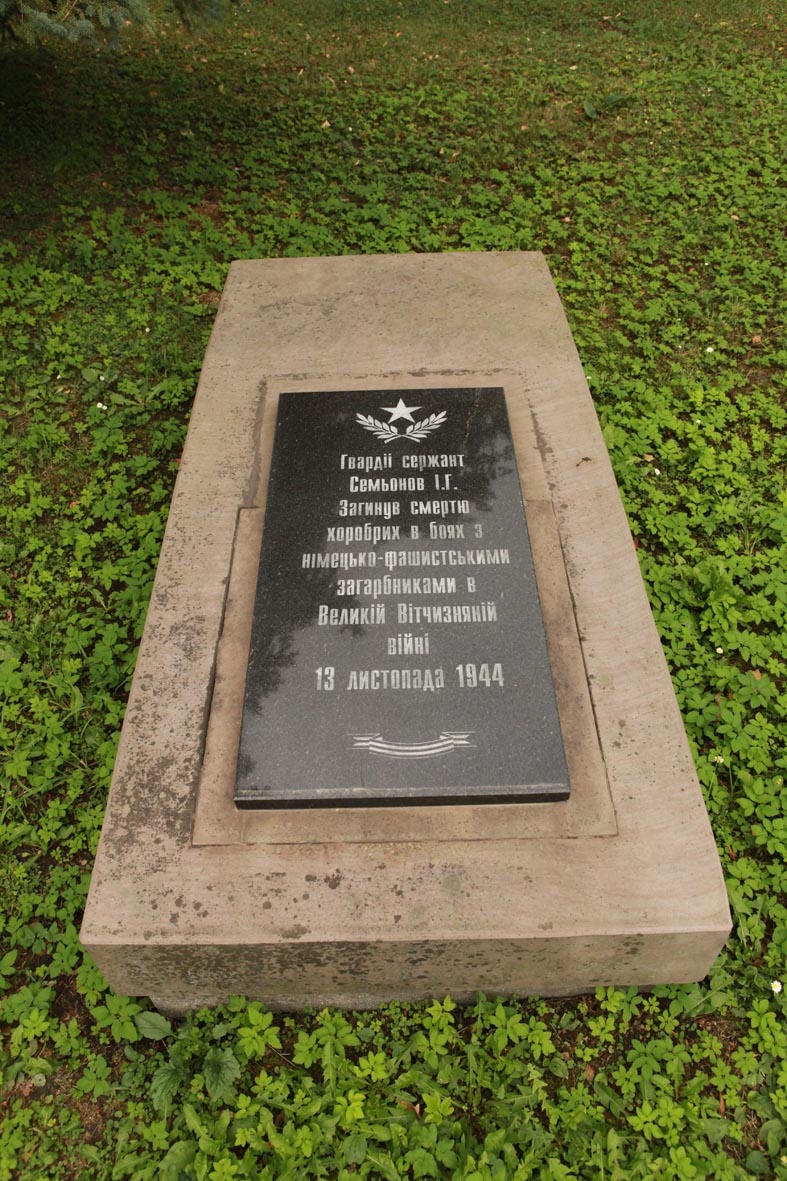 Гвардії сержант
Семьонов І.Г.
Загинув смертю
хоробрих в боях з
німецько-фашистськими
загарбниками в
Великій Вітчизняній
війні
13 листопада 1944